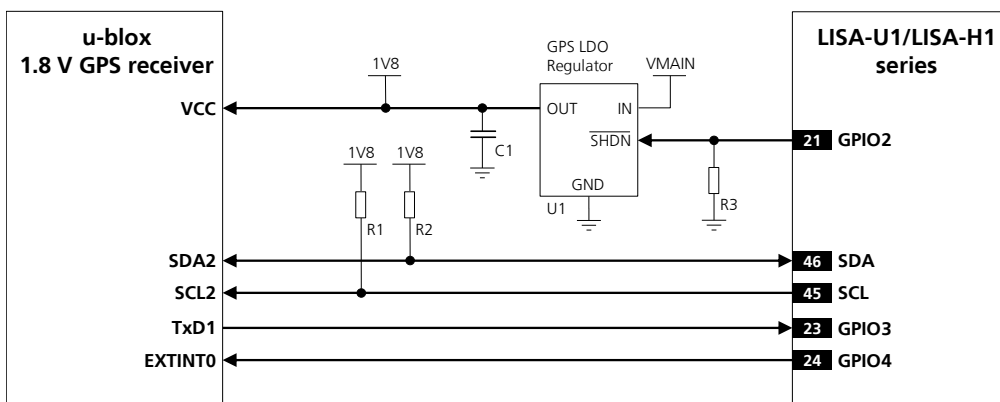 u-blox
1.8 V GPS receiver
LISA-U1/LISA-H1
series
GPS LDO
Regulator
1V8
VMAIN
VCC
OUT
IN
SHDN
GND
U1
C1
21
GPIO2
R3
1V8
1V8
R1
R2
SDA2
46
SDA
SCL2
45
SCL
TxD1
23
GPIO3
EXTINT0
24
GPIO4